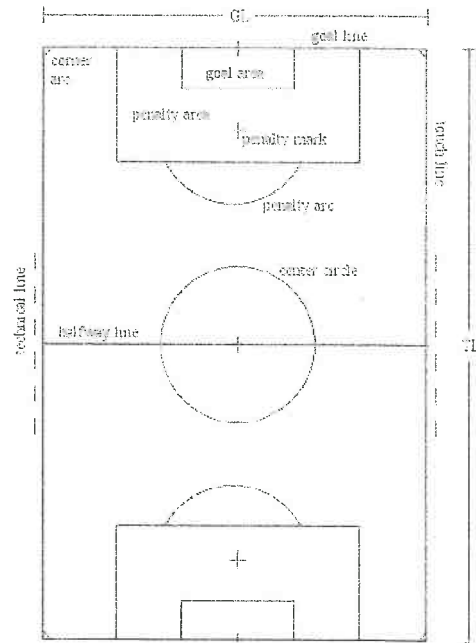 GL
goal line
corner
arc
goal area
penalty area
penalty mark
touch line
penalty arc
center circle
technical line
halfway line
TL